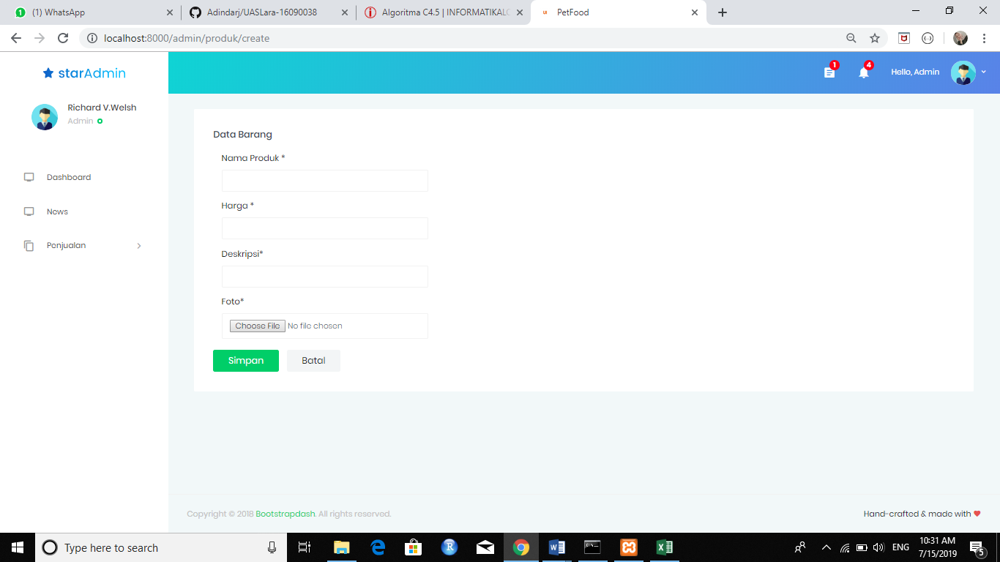 (1) WhatsApp
Adindarj/UASLara-16090038
Algoritma C4.5 | INFORMATIKALO
PetFood
localhost:8000/admin/produk/create
starAdmin
1
4
Hello, Admin
Richard V.Welsh
Admin
Dashboard
News
Penjualan
Data Barang
Nama Produk *
Harga *
Deskripsi*
Foto*
Choose File No file chosen
Simpan
Batal
Copyright © 2018 Bootstrapdash. All rights reserved.
Hand-crafted & made with
Type here to search
ENG
10:31 AM
7/15/2019
5